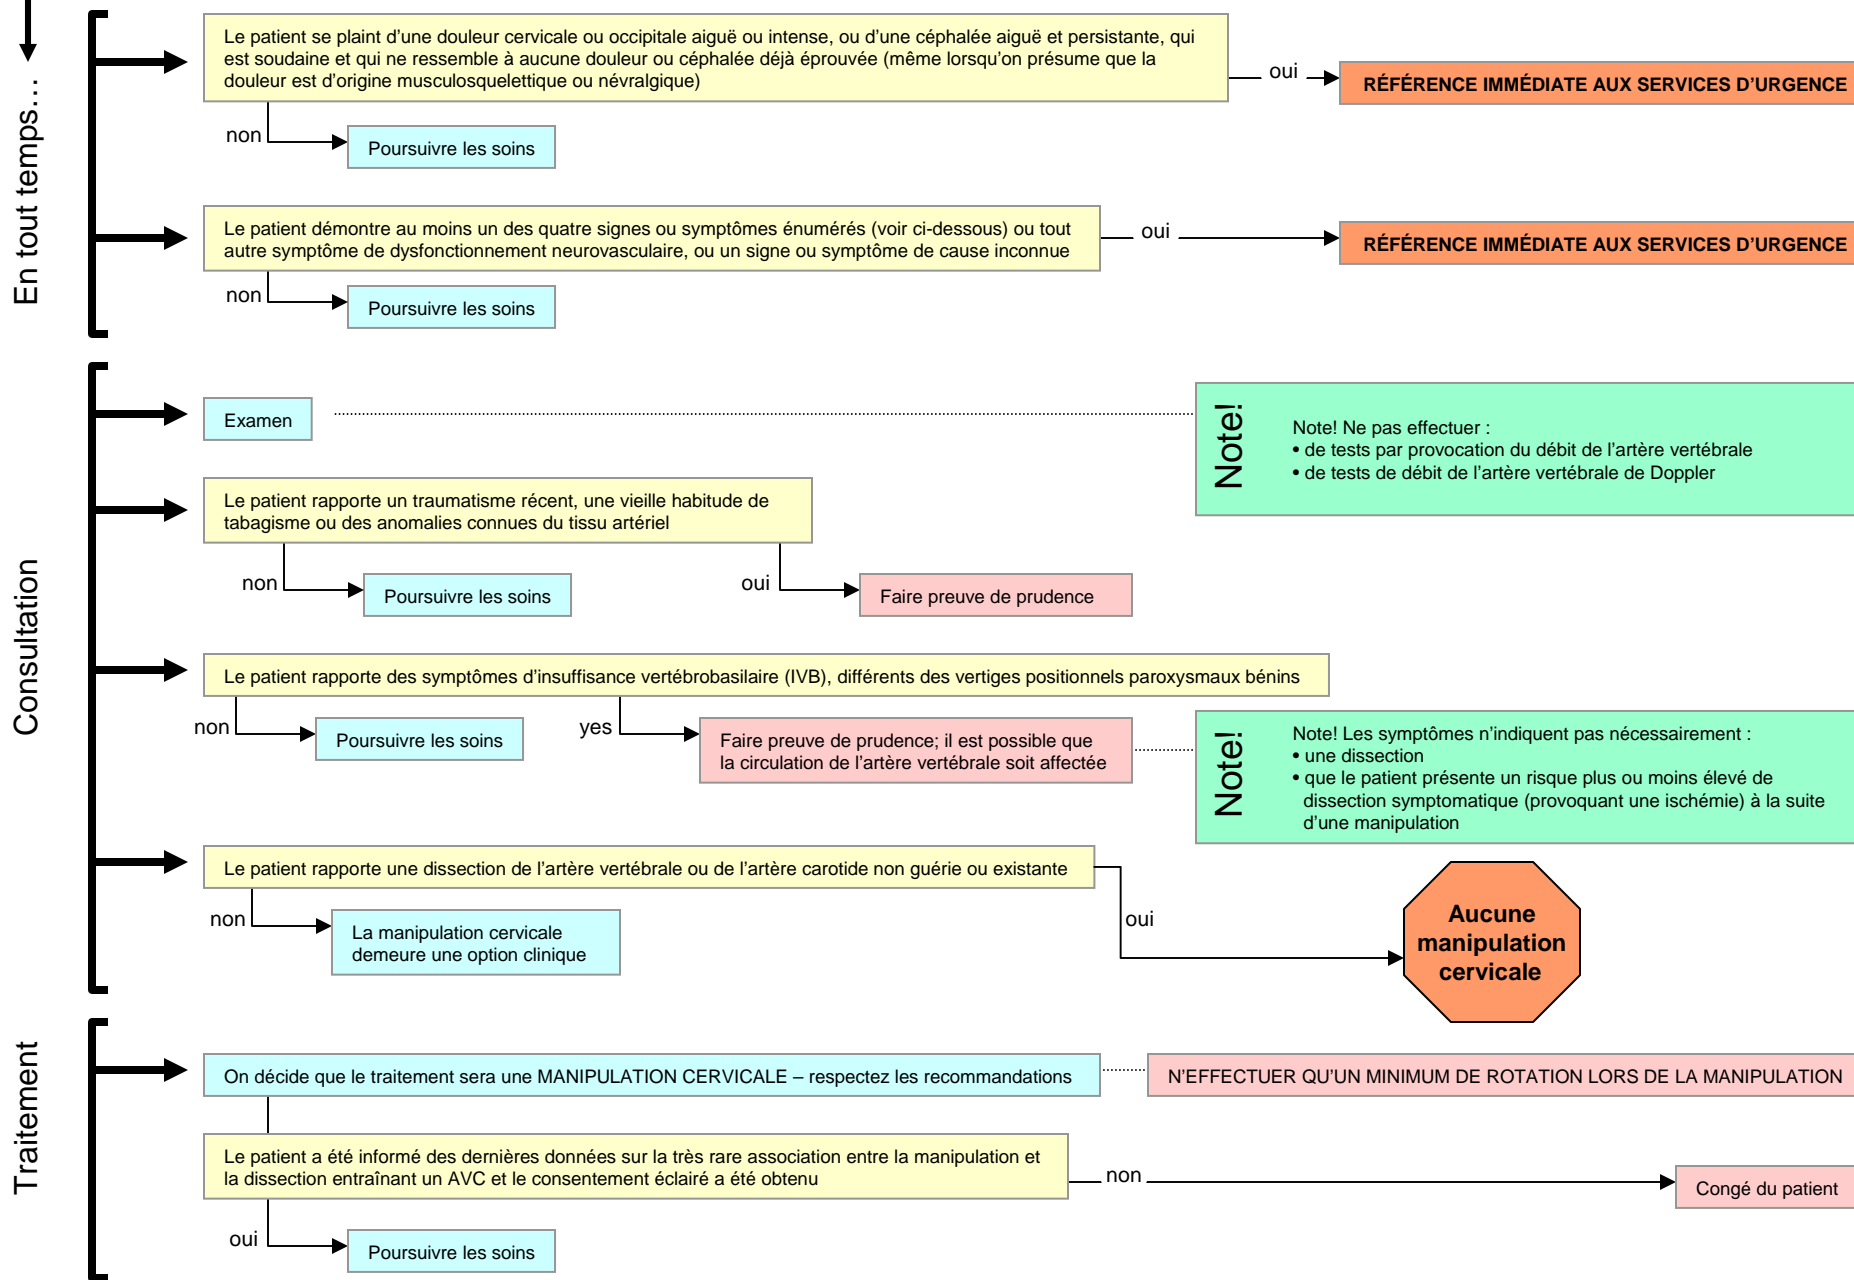 En tout temps…
Le patient se plaint d’une douleur cervicale ou occipitale aiguë ou intense, ou d’une céphalée aiguë et persistante, qui
est soudaine et qui ne ressemble à aucune douleur ou céphalée déjà éprouvée (même lorsqu’on présume que la
douleur est d’origine musculosquelettique ou névralgique)
oui
RÉFÉRENCE IMMÉDIATE AUX SERVICES D’URGENCE
non
Poursuivre les soins
Le patient démontre au moins un des quatre signes ou symptômes énumérés (voir ci-dessous) ou tout
autre symptôme de dysfonctionnement neurovasculaire, ou un signe ou symptôme de cause inconnue
oui
RÉFÉRENCE IMMÉDIATE AUX SERVICES D’URGENCE
non
Poursuivre les soins
Consultation
Examen
Note!
Note! Ne pas effectuer :
• de tests par provocation du débit de l’artère vertébrale
• de tests de débit de l’artère vertébrale de Doppler
Le patient rapporte un traumatisme récent, une vieille habitude de
tabagisme ou des anomalies connues du tissu artériel
non
Poursuivre les soins
oui
Faire preuve de prudence
Le patient rapporte des symptômes d’insuffisance vertébrobasilaire (IVB), différents des vertiges positionnels paroxysmaux bénins
non
Poursuivre les soins
yes
Faire preuve de prudence; il est possible que
la circulation de l’artère vertébrale soit affectée
Note!
Note! Les symptômes n’indiquent pas nécessairement :
• une dissection
• que le patient présente un risque plus ou moins élevé de
dissection symptomatique (provoquant une ischémie) à la suite
d’une manipulation
Le patient rapporte une dissection de l’artère vertébrale ou de l’artère carotide non guérie ou existante
non
La manipulation cervicale
demeure une option clinique
oui
Aucune
manipulation
cervicale
Traitement
On décide que le traitement sera une MANIPULATION CERVICALE – respectez les recommandations
N’EFFECTUER QU’UN MINIMUM DE ROTATION LORS DE LA MANIPULATION
Le patient a été informé des dernières données sur la très rare association entre la manipulation et
la dissection entraînant un AVC et le consentement éclairé a été obtenu
non
Congé du patient
oui
Poursuivre les soins